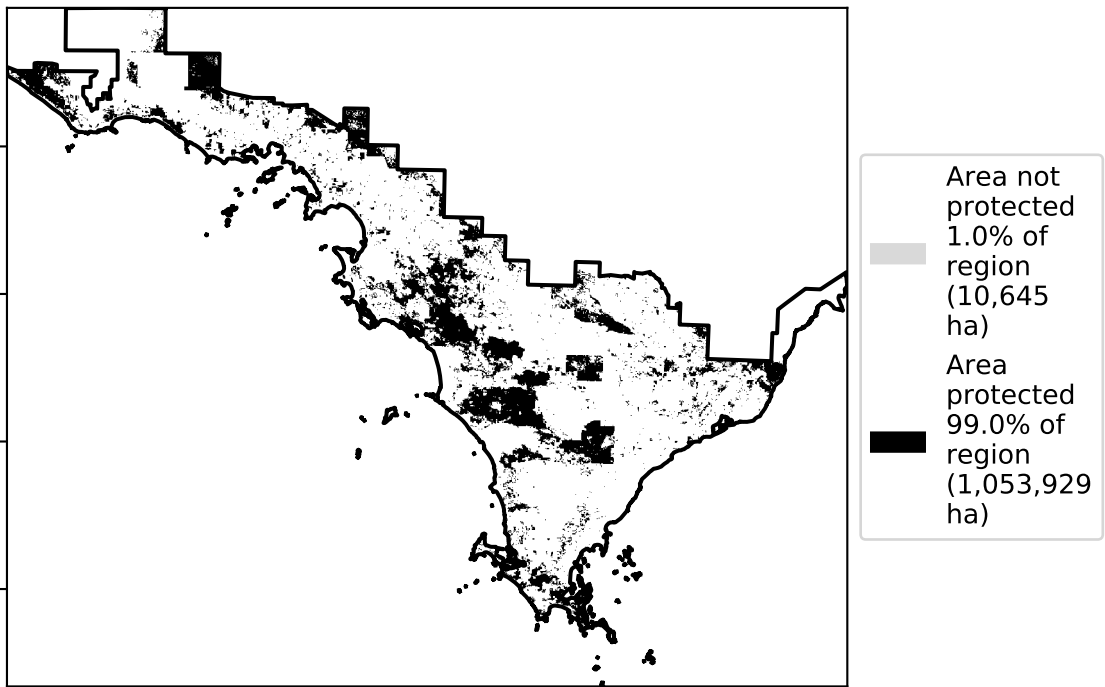 Area not
protected
1.0% of
region
(10,645
ha)
Area
protected
99.0% of
region
(1,053,929
ha)